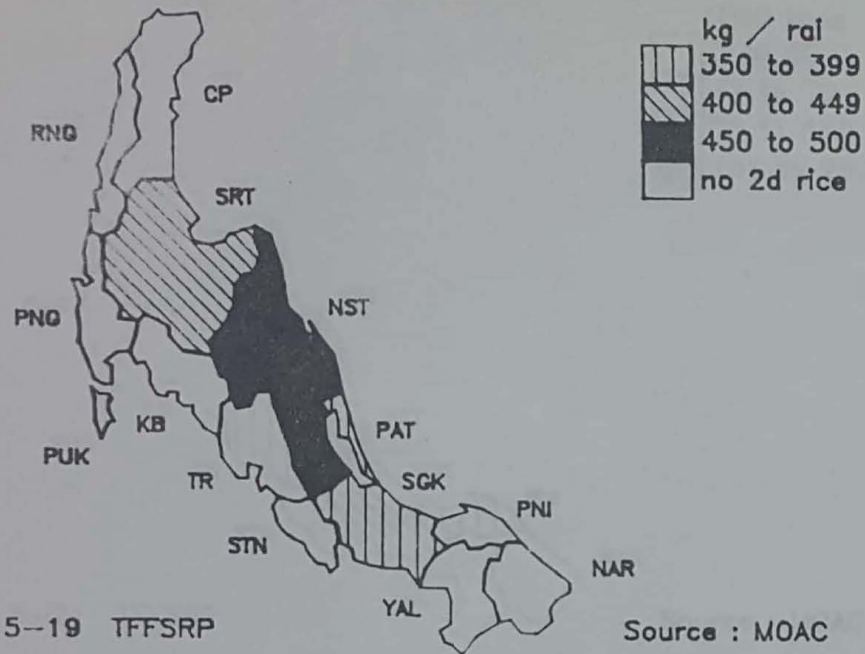 kg / rai
350 to 399
400 to 449
450 to 500
no 2d rice
CP
RNG
SRT
PNG
NST
KB
PUK
PAT
TR
SGK
PNI
STN
NAR
YAL
5--19 TFFSRP
Source : MOAC